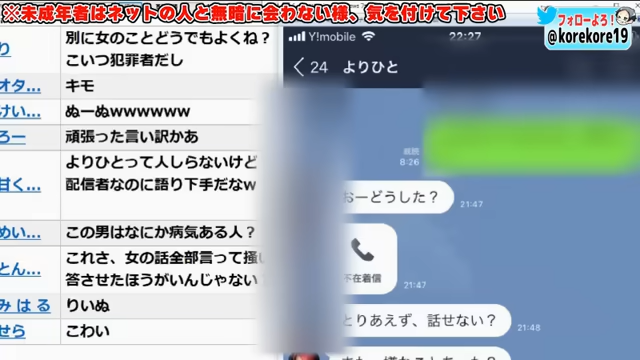 ※未成年者はネットの人と無暗に会わない様、気を付けて下さい
フォローよろ!
@korekore19
り
別に女のことどうでもよくね?
こいつ犯罪者だし
オタ...
キモ
けい...
ぬーぬwwwwww
ろー
頑張った言い訳かあ
甘く...
よりひとって人しらないけど
配信者なのに語り下手だなw
めい...
この男はなにか病気ある人?
とん...
これさ、女の話全部言って掻い
答させたほうがいんじゃない
みはる
りいぬ
せら
こわい
Y!mobile
22:27
24
よりひと
既読
8:26
おーどうした?
21:47
不在着信
21:47
とりあえず、話せない?
21:48